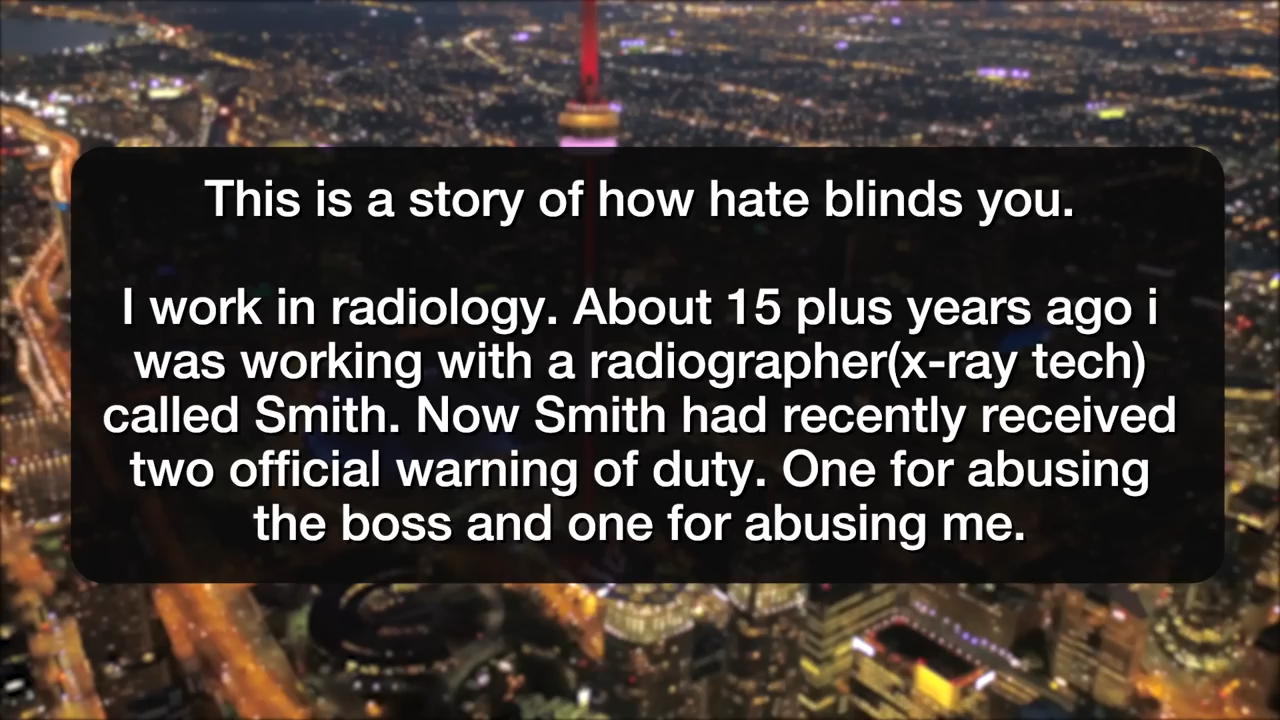 This is a story of how hate blinds you.
I work in radiology. About 15 plus years ago i
was working with a radiographer(x-ray tech)
called Smith. Now Smith had recently received
two official warning of duty. One for abusing
the boss and one for abusing me.